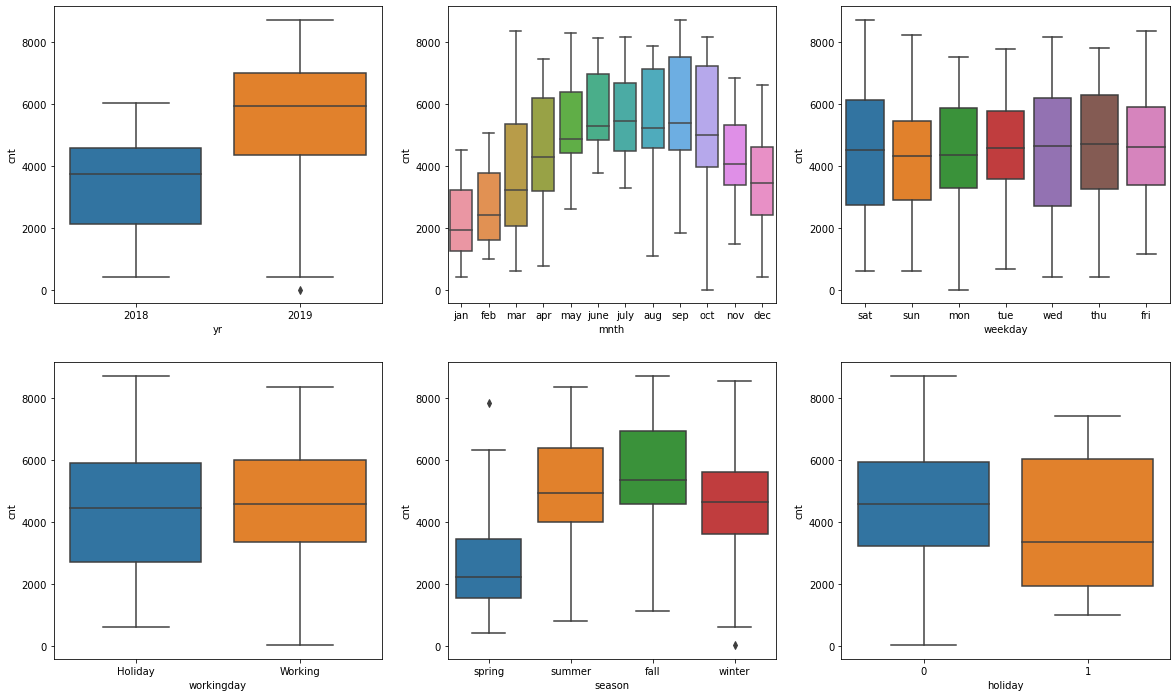 8000
6000
4000
2000
0
cnt
2018 2019
yr
8000
6000
4000
2000
0
cnt
jan feb mar apr may june july aug sep oct nov dec
mnth
8000
6000
4000
2000
0
cnt
sat sun mon tue wed thu fri
weekday
8000
6000
4000
2000
0
cnt
Holiday Working
workingday
8000
6000
4000
2000
0
cnt
spring summer fall winter
season
8000
6000
4000
2000
0
cnt
0 1
holiday